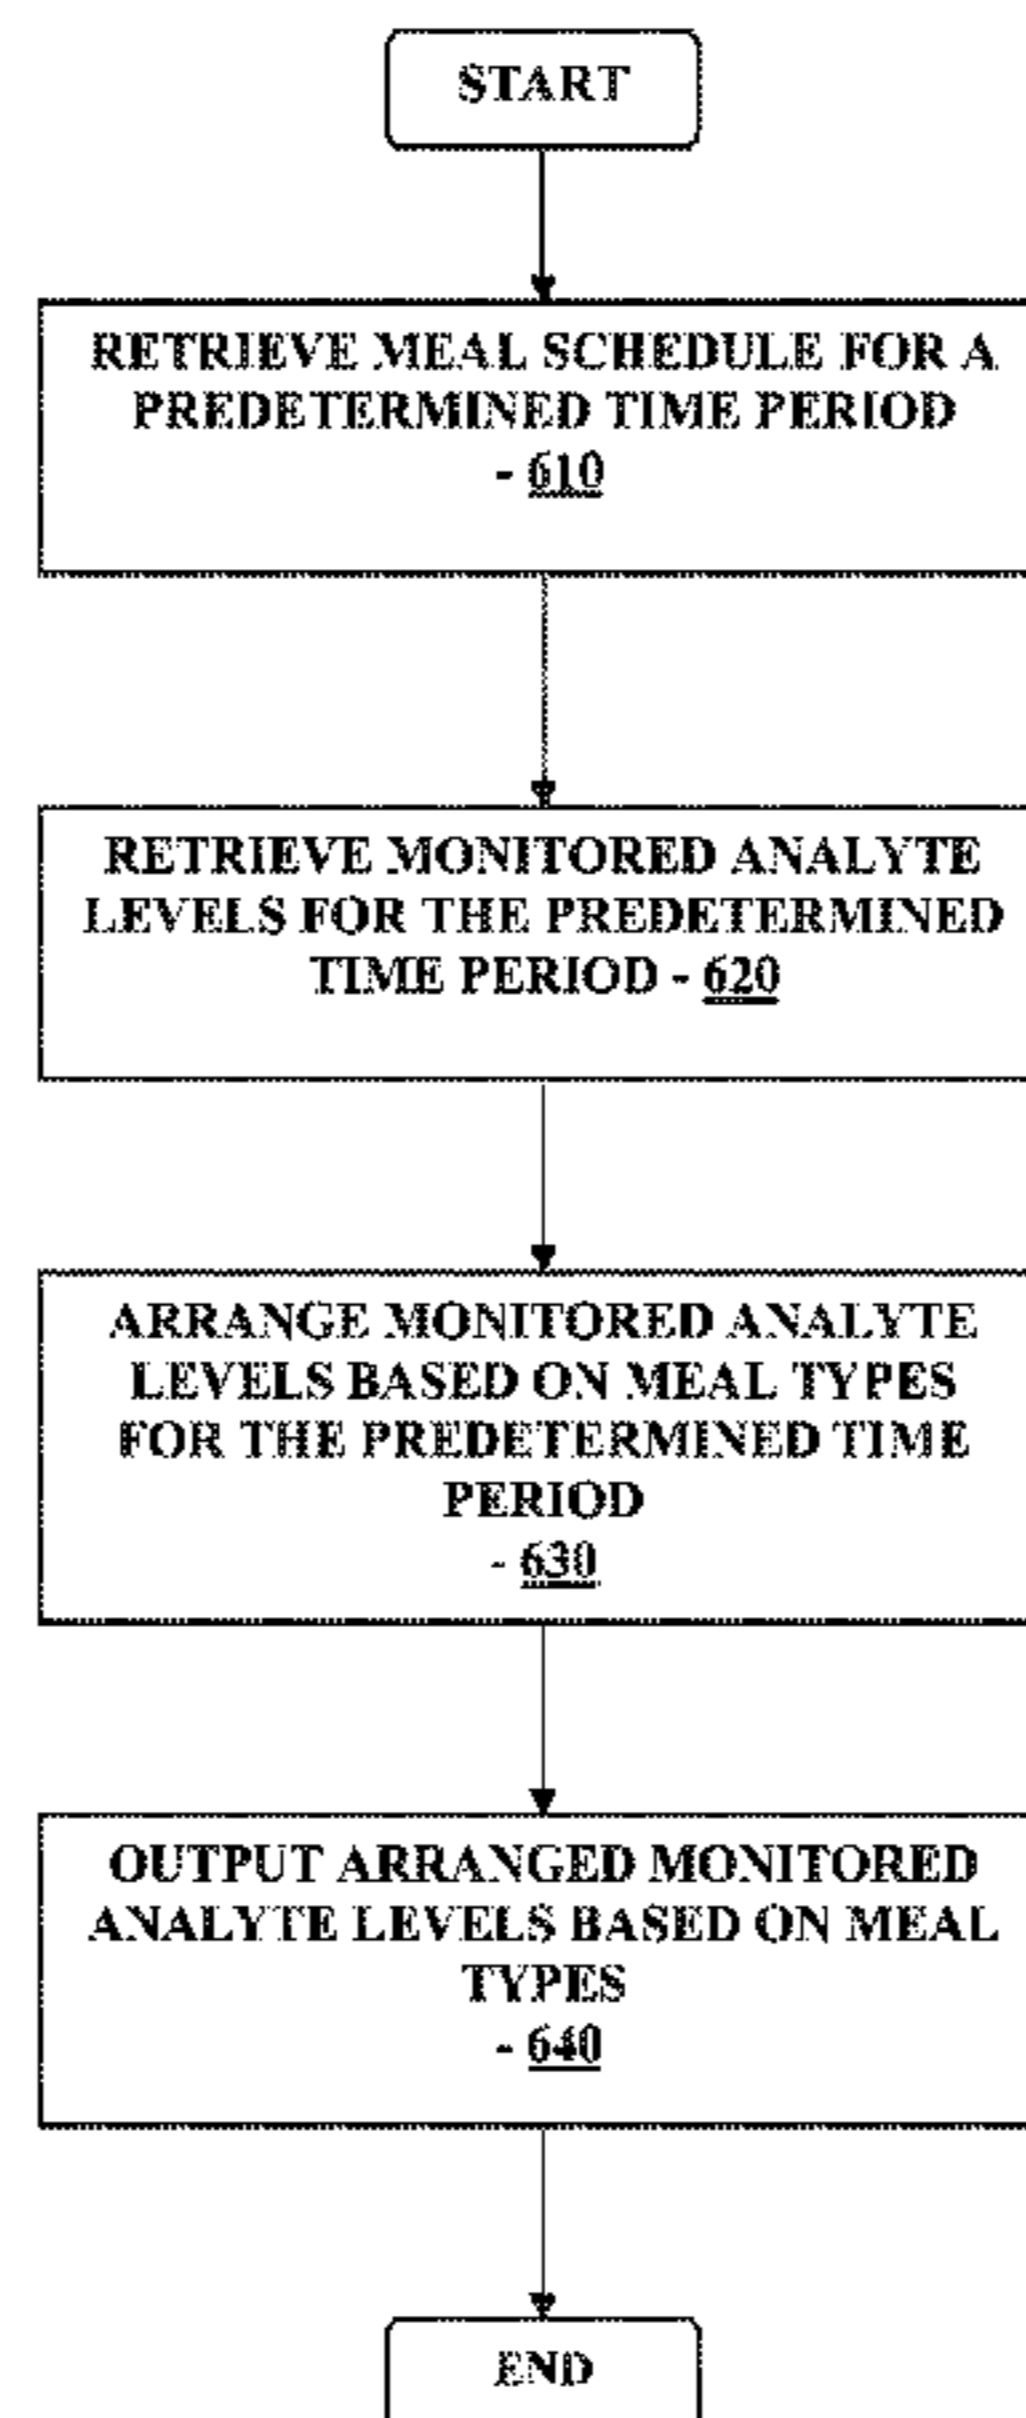 START
RETRIEVE MEAL SCHEDULE FOR A
PREDETERMINED TIME PERIOD
- 610
RETRIEVE MONITORED ANALYTE
LEVELS FOR THE PREDETERMINED
TIME PERIOD - 620
ARRANGE MONITORED ANALYTE
LEVELS BASED ON MEAL TYPES
FOR THE PREDETERMINED TIME
PERIOD
- 630
OUTPUT ARRANGED MONITORED
ANALYTE LEVELS BASED ON MEAL
TYPES
- 640
END